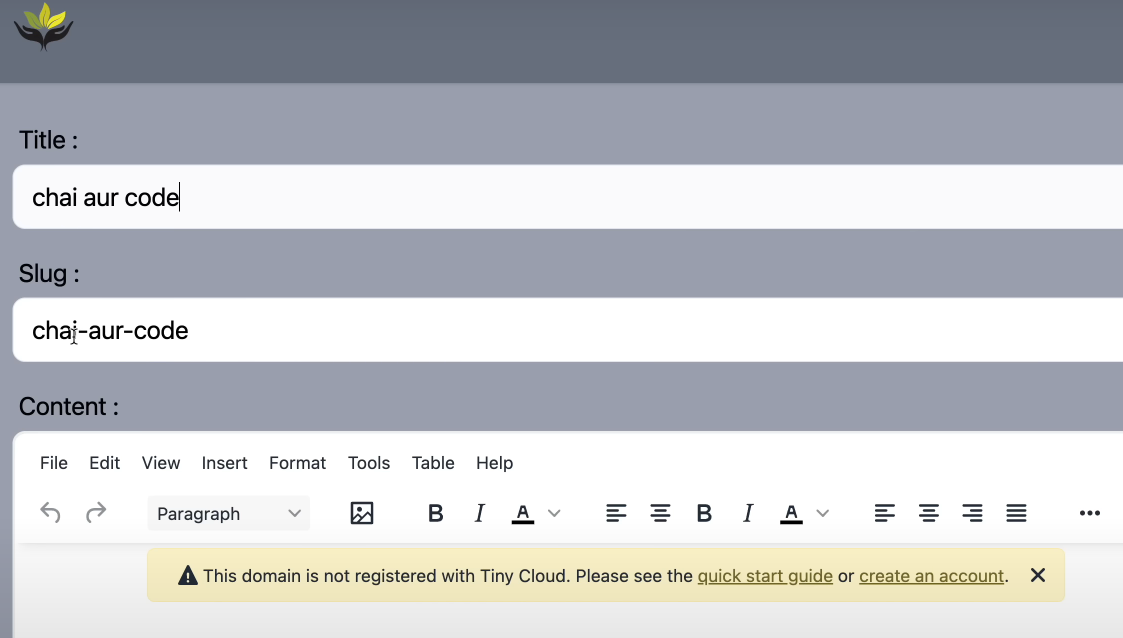 Title :
chai aur code
Slug :
chai-aur-code
Content :
File Edit View Insert Format Tools Table Help
Paragraph B I A B I A
This domain is not registered with Tiny Cloud. Please see the quick start guide or create an account.